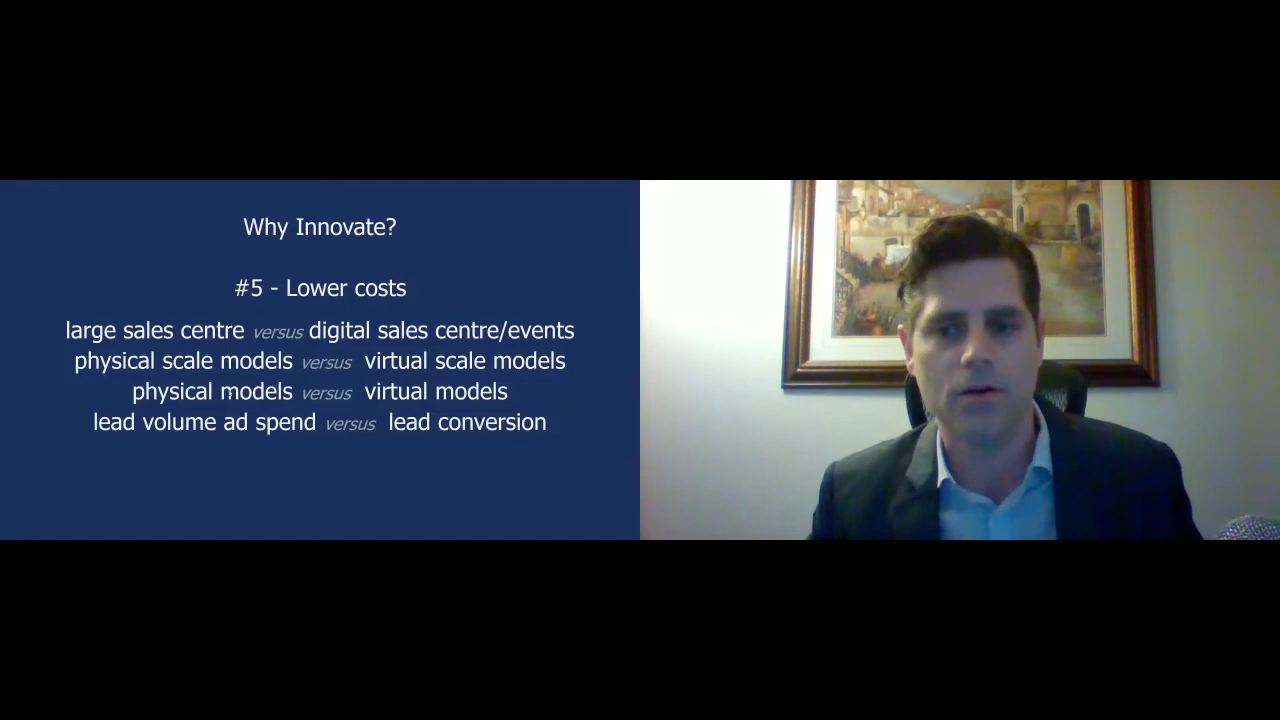 Why Innovate?
#5 - Lower costs
large sales centre versus digital sales centre/events
physical scale models versus virtual scale models
physical models versus virtual models
lead volume ad spend versus lead conversion